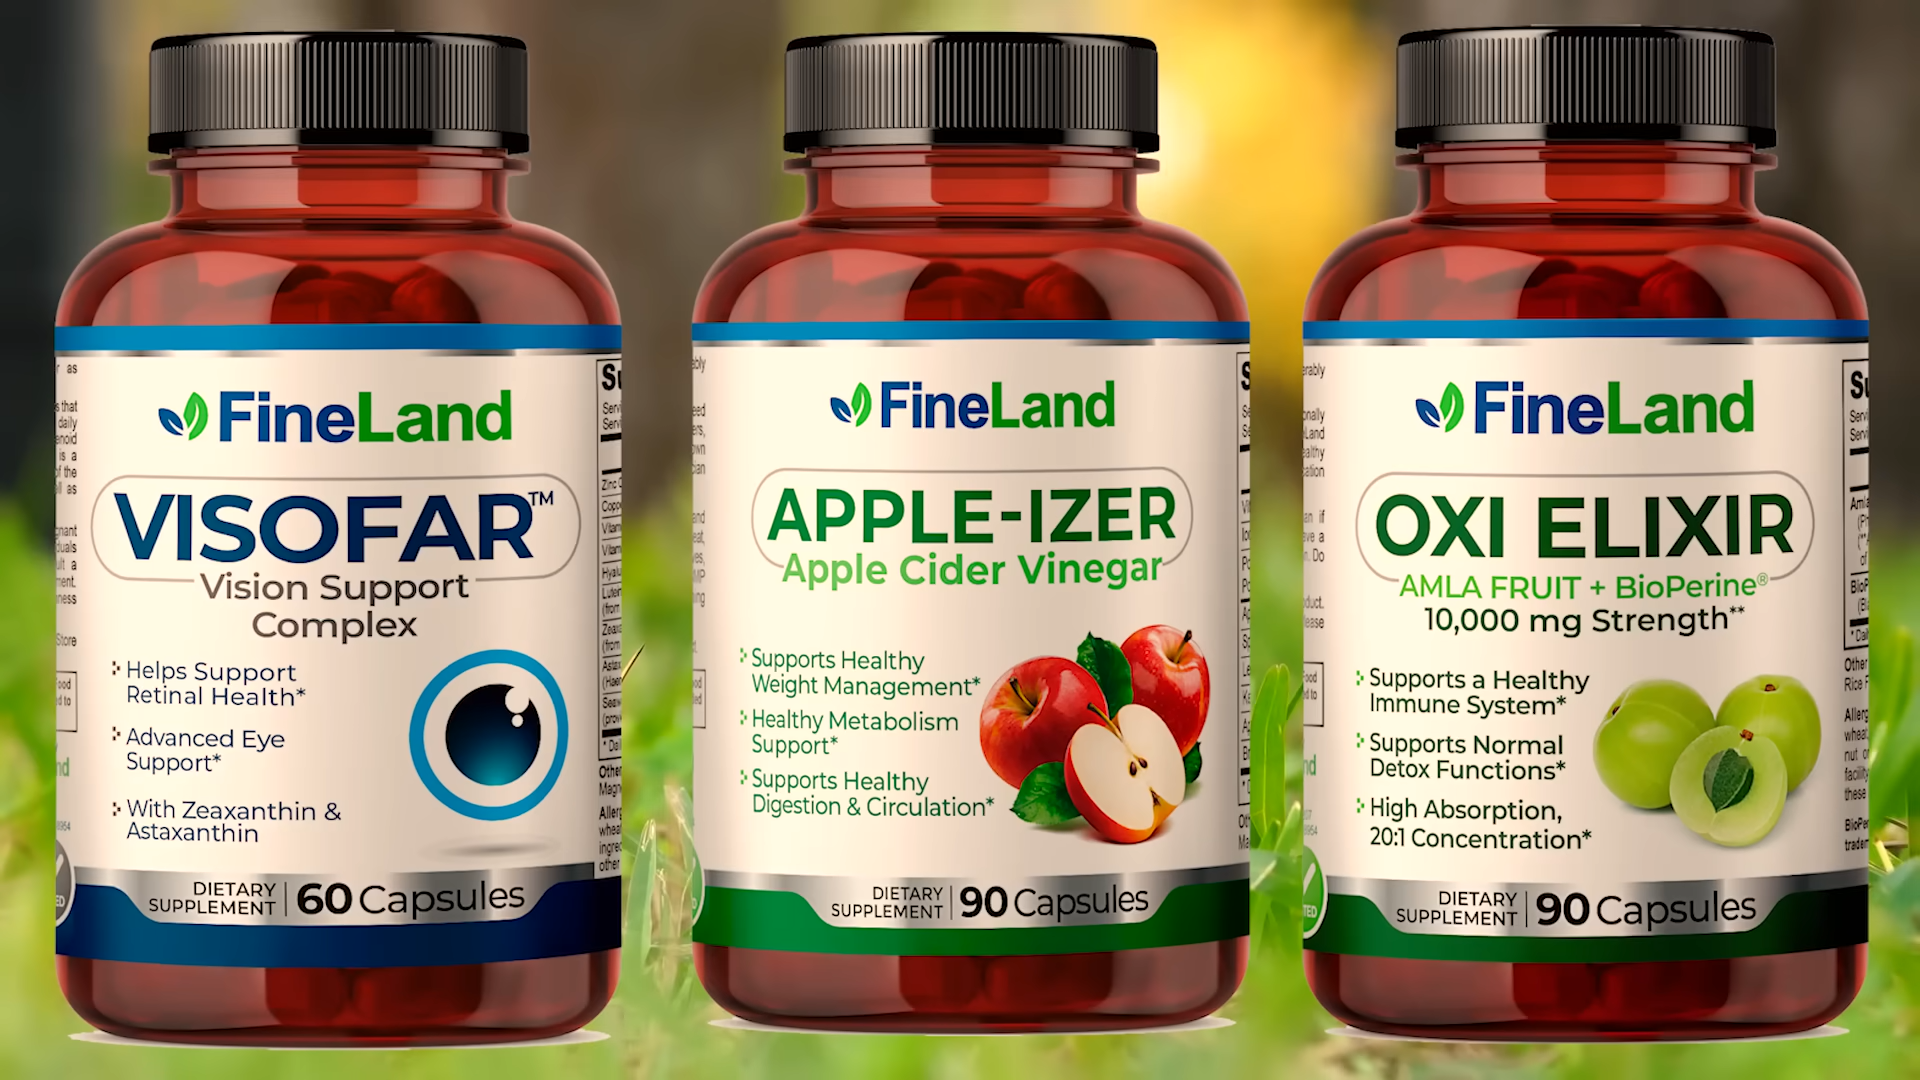 FineLand
VISOFAR™
Vision Support
Complex
Helps Support
Retinal Health*
Advanced Eye
Support*
With Zeaxanthin &
Astaxanthin
DIETARY
SUPPLEMENT
60 Capsules
FineLand
APPLE-IZER
Apple Cider Vinegar
Supports Healthy
Weight Management*
Healthy Metabolism
Support*
Supports Healthy
Digestion & Circulation*
DIETARY
SUPPLEMENT
90 Capsules
FineLand
OXI ELIXIR
AMLA FRUIT + BioPerine®
10,000 mg Strength**
Supports a Healthy
Immune System*
Supports Normal
Detox Functions*
High Absorption,
20:1 Concentration*
DIETARY
SUPPLEMENT
90 Capsules